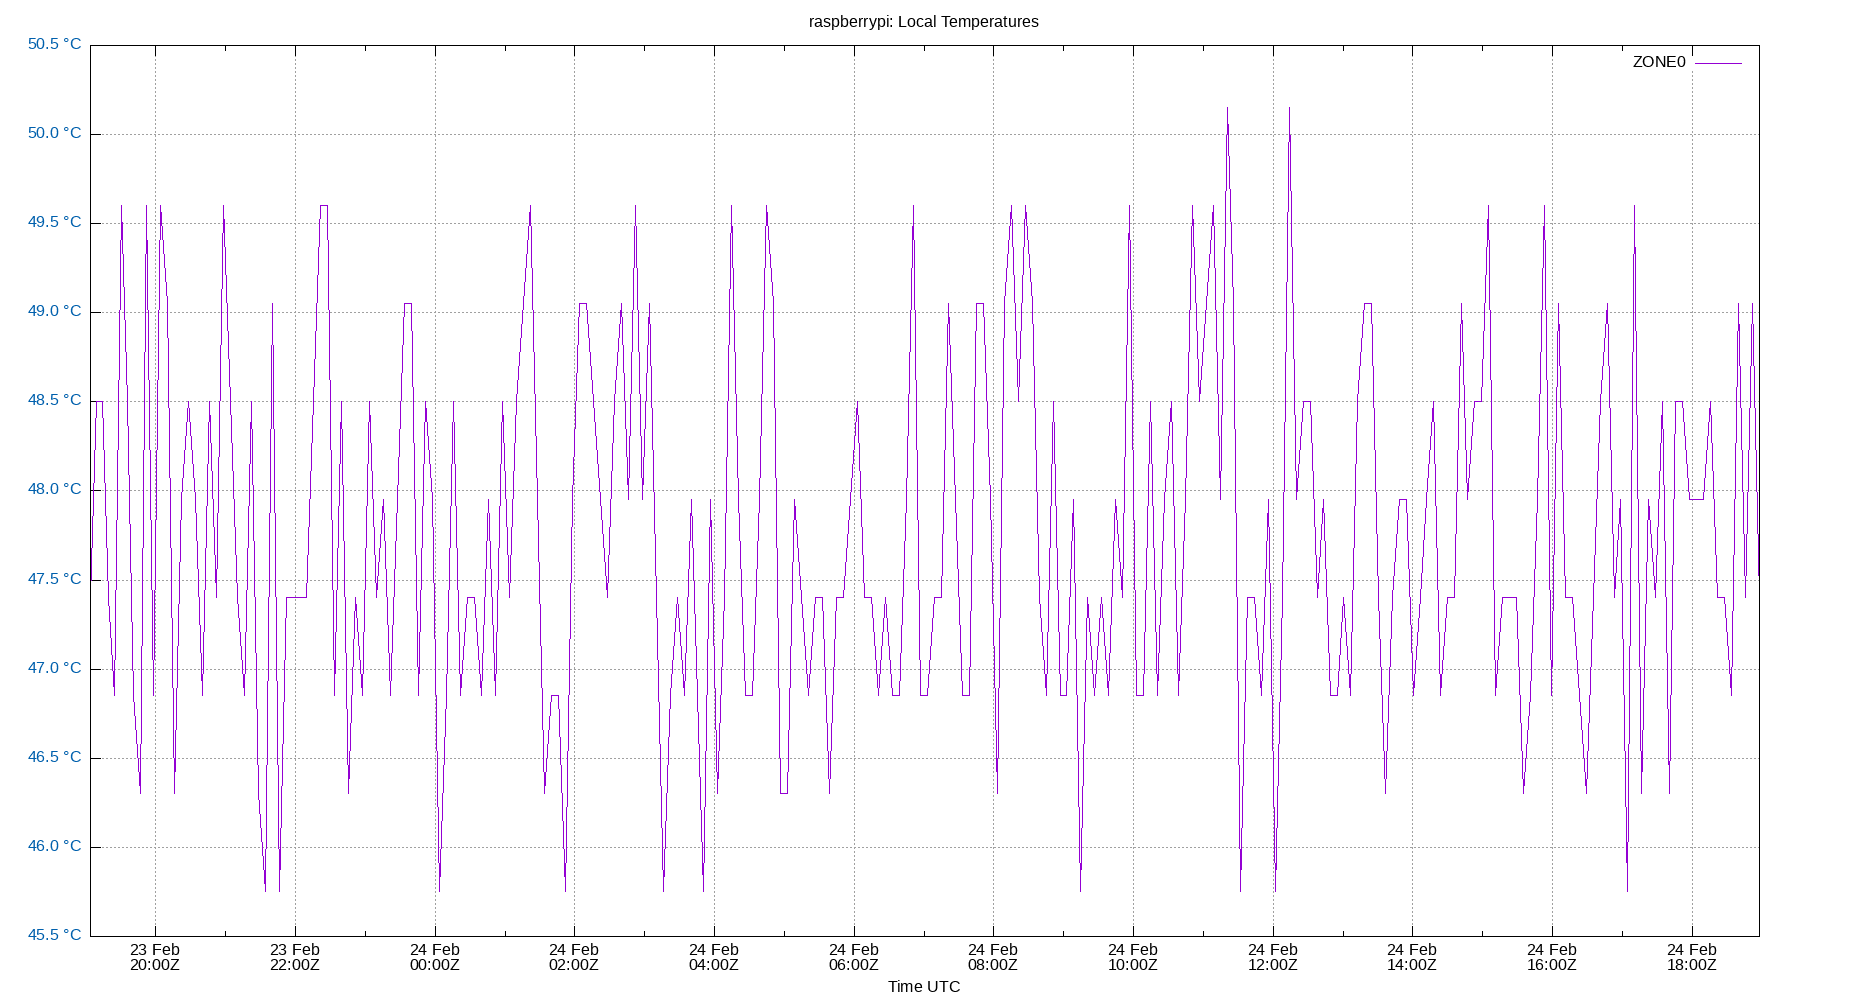 raspberrypi: Local Temperatures
50.5 °C
ZONE0
50.0 °C
49.5 °C
49.0 °C
48.5 °C
48.0 °C
47.5 °C
47.0 °C
46.5 °C
46.0 °C
45.5 °C
23 Feb 23 Feb 24 Feb 24 Feb 24 Feb 24 Feb 24 Feb 24 Feb 24 Feb 24 Feb 24 Feb 24 Feb
20:00Z 22:00Z 00:00Z 02:00Z 04:00Z 06:00Z 08:00Z 10:00Z 12:00Z 14:00Z 16:00Z 18:00Z
Time UTC